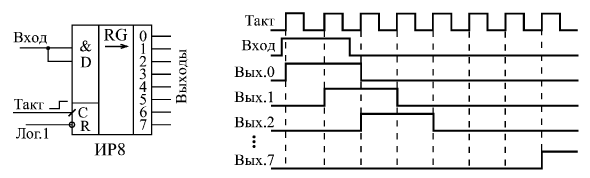 Вход
&
D
RG
0
1
2
3
4
5
6
7
Выходы
Такт
C
R
Лог.1
ИР8
Такт
Вход
Вых.0
Вых.1
Вых.2
Вых.7